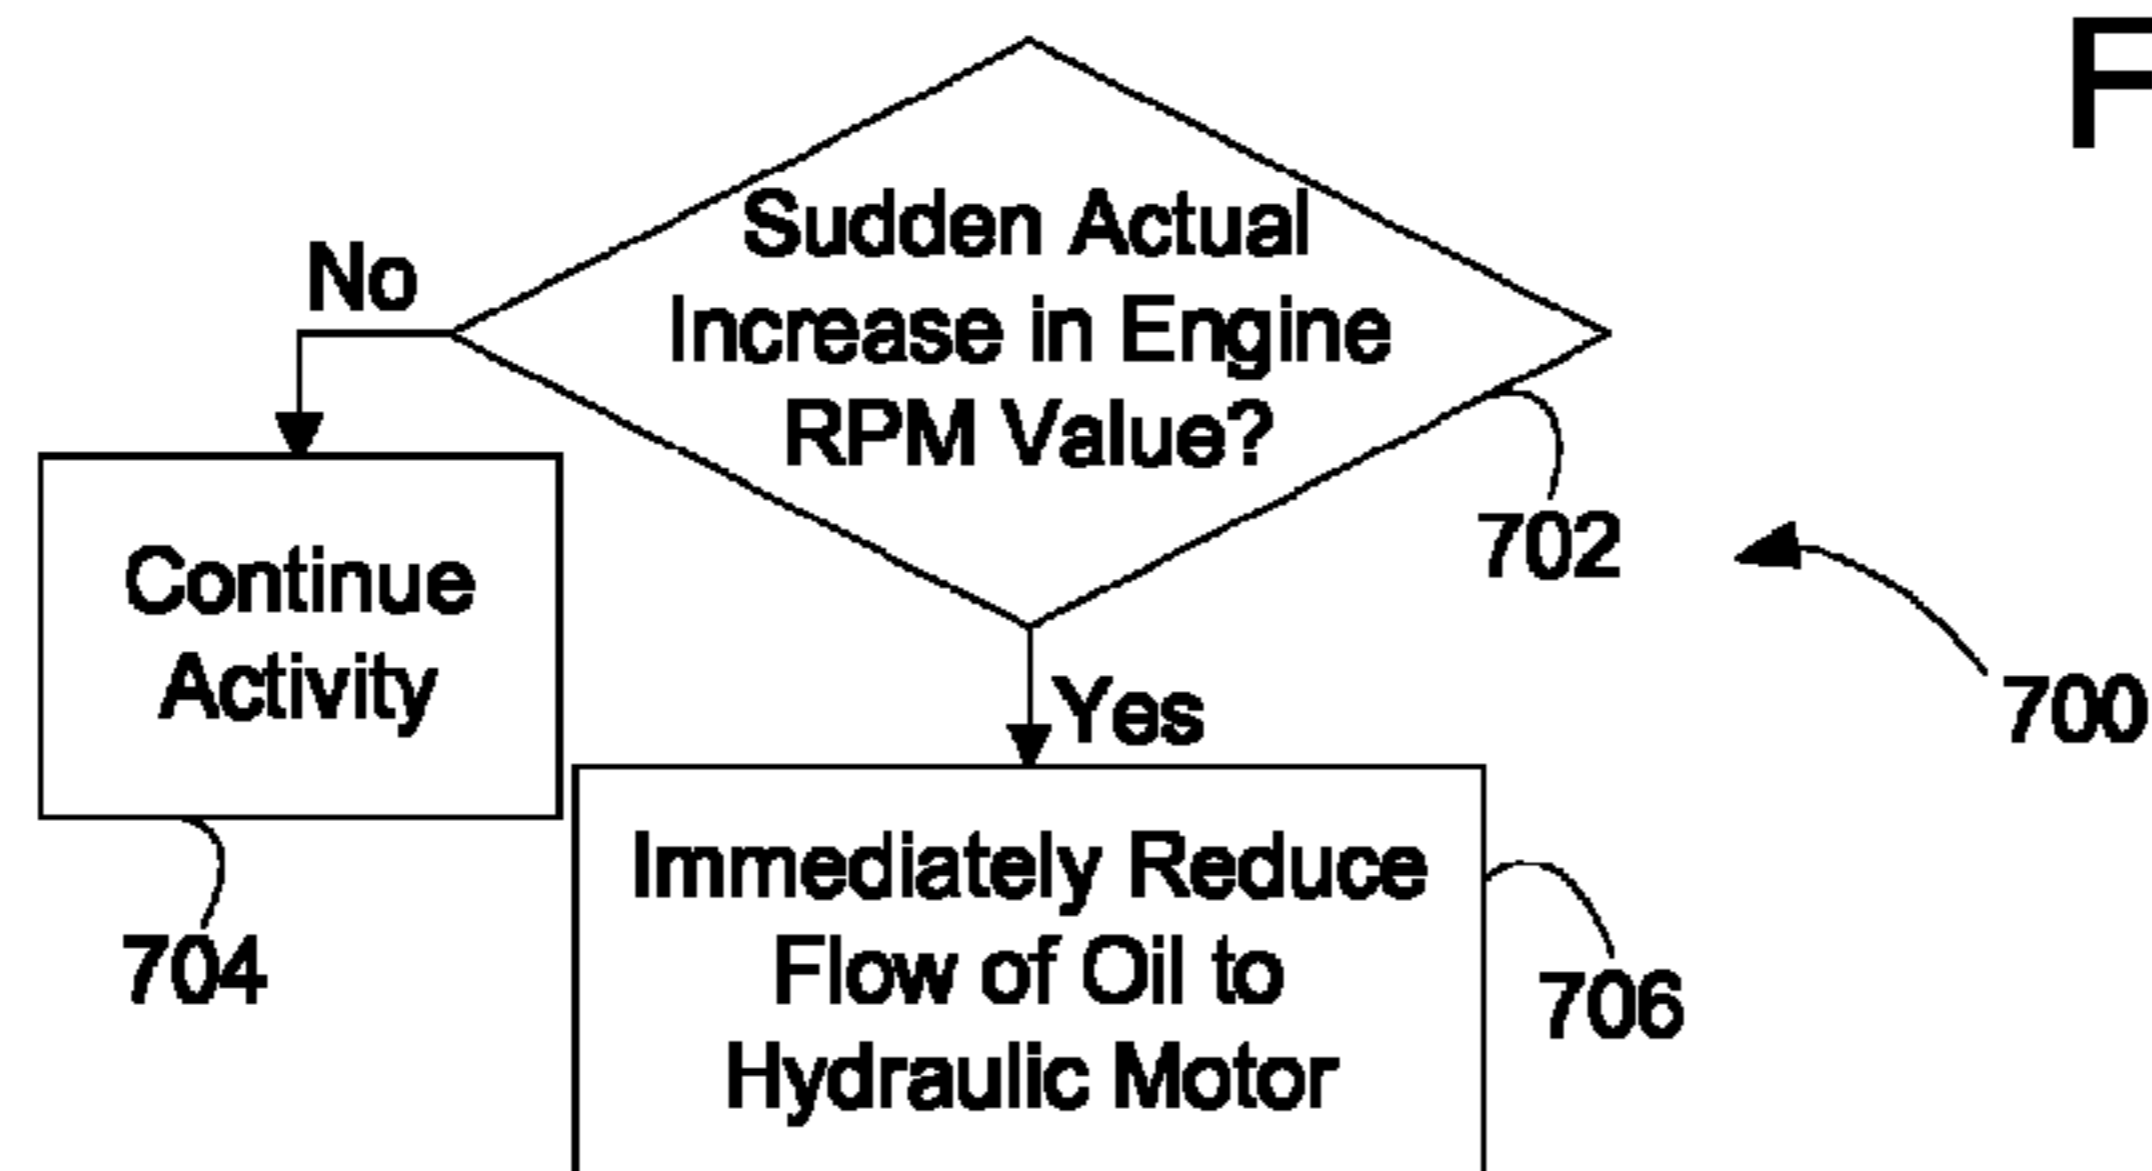 F
Sudden Actual
Increase in Engine
RPM Value?
No
702
Continue
Activity
700
Yes
Immediately Reduce
Flow of Oil to
Hydraulic Motor
704
706